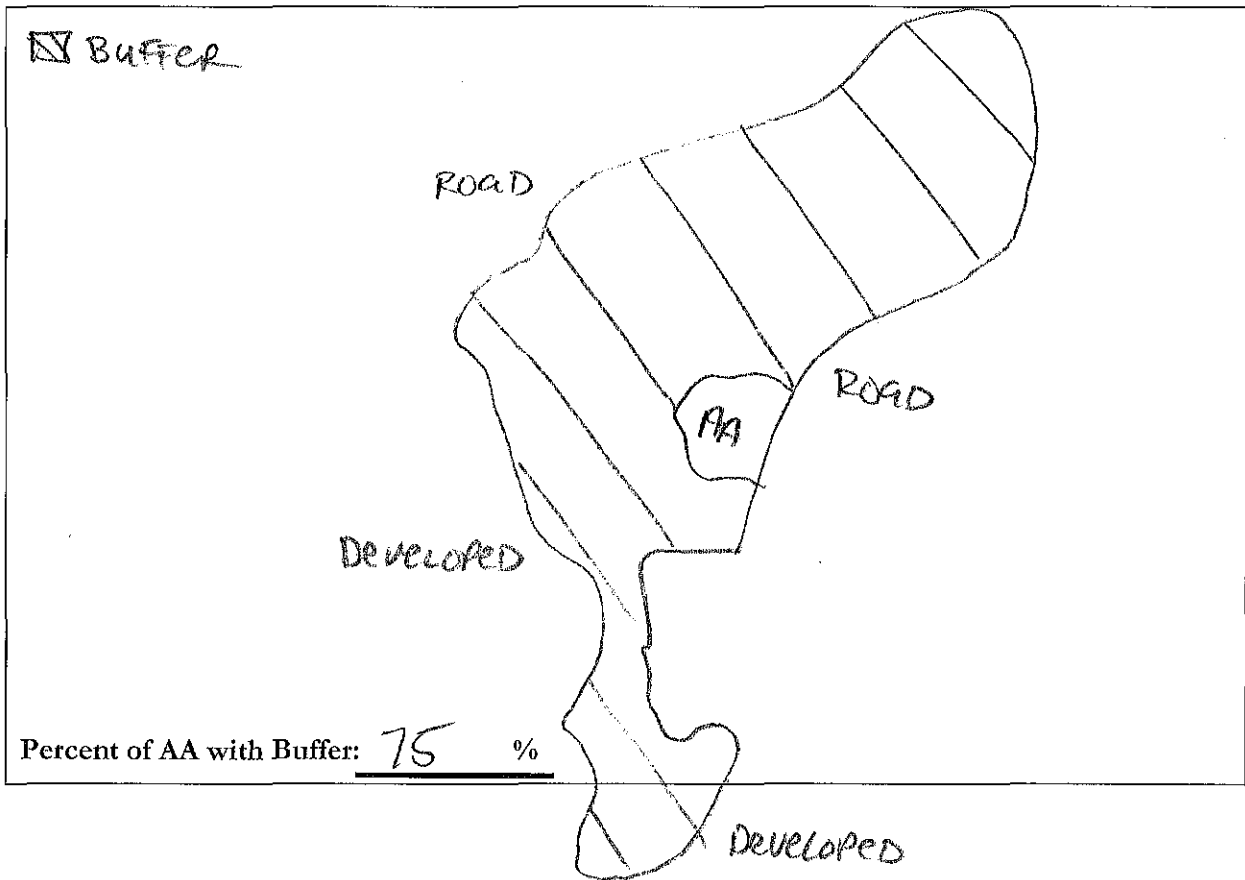 BUFFER
ROAD
ROAD
AA
DEVELOPED
Percent of AA with Buffer: 75 %
DEVELOPED